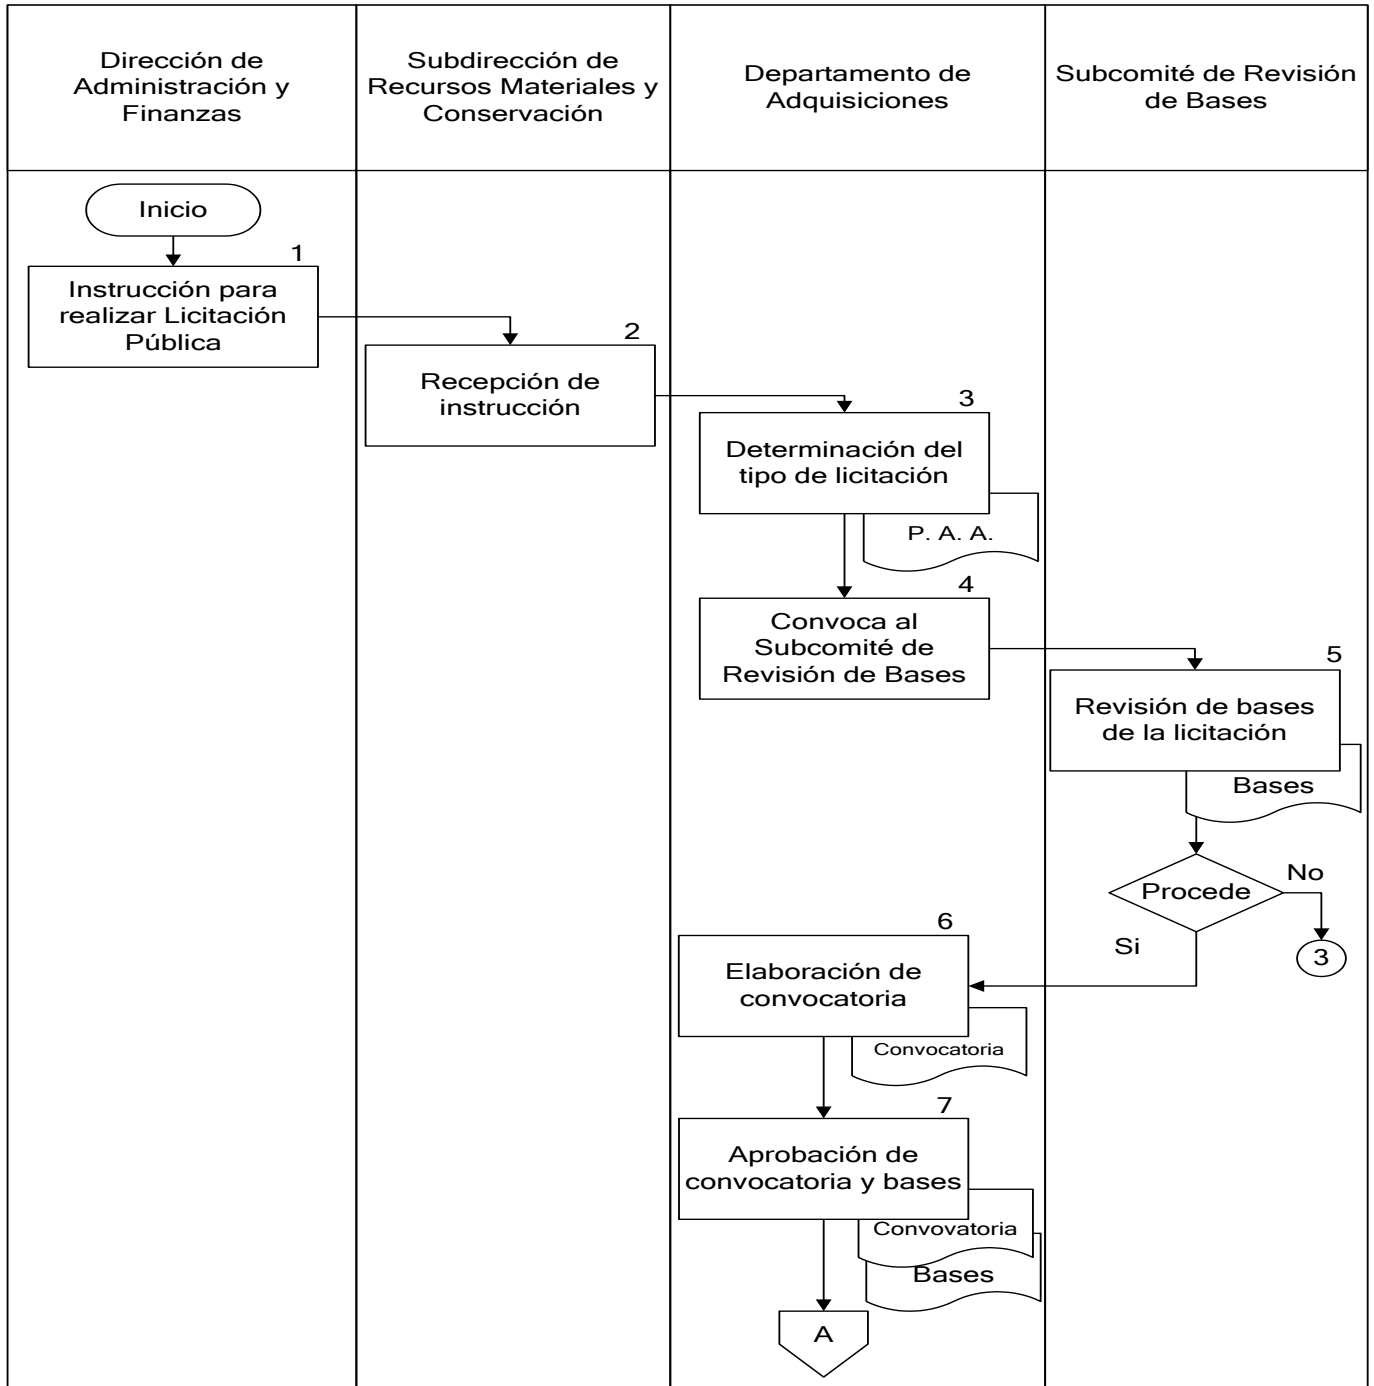 Dirección de
Administración y
Finanzas
Subdirección de
Recursos Materiales y
Conservación
Departamento de
Adquisiciones
Subcomité de Revisión
de Bases
Inicio
1
Instrucción para
realizar Licitación
Pública
2
Recepción de
instrucción
3
Determinación del
tipo de licitación
P. A. A.
4
Convoca al
Subcomité de
Revisión de Bases
5
Revisión de bases
de la licitación
Bases
Procede
No
3
Si
6
Elaboración de
convocatoria
Convocatoria
7
Aprobación de
convocatoria y bases
Convovatoria
Bases
A